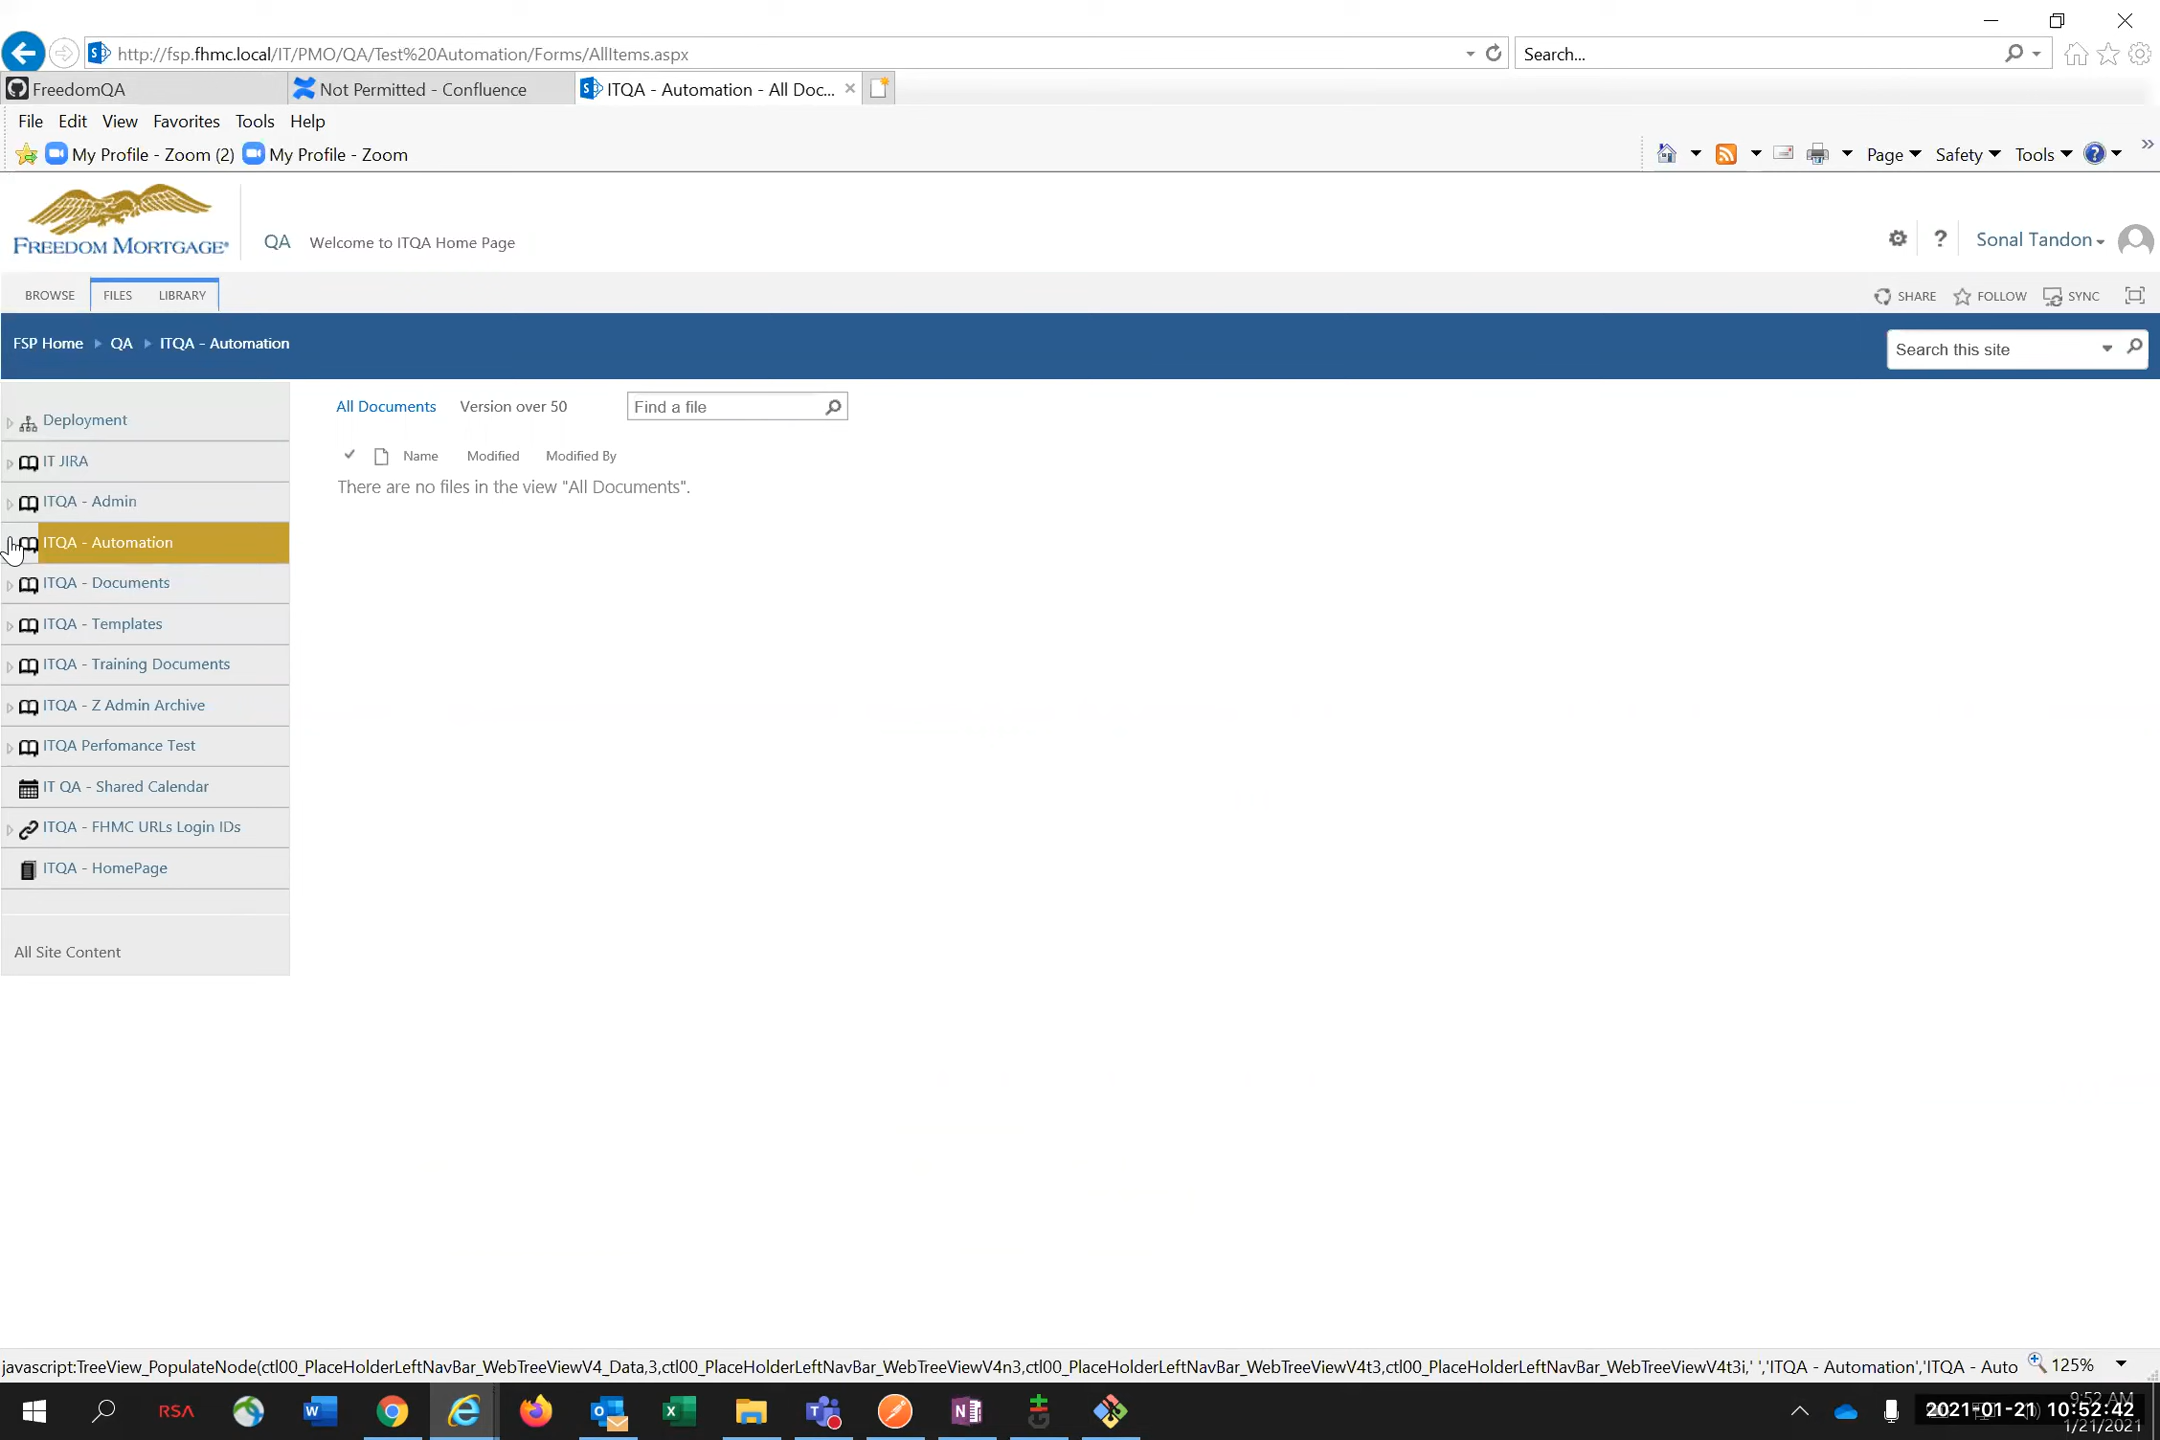 http://fsp.fhmc.local/IT/PMO/QA/Test%20Automation/Forms/AllItems.aspx
Search...
FreedomQA
Not Permitted - Confluence
ITQA - Automation - All Doc...
File Edit View Favorites Tools Help
My Profile - Zoom (2) My Profile - Zoom
Page Safety Tools
FREEDOM MORTGAGE®
QA Welcome to ITQA Home Page
Sonal Tandon
BROWSE FILES LIBRARY
SHARE FOLLOW SYNC
FSP Home QA ITQA - Automation
Search this site
Deployment
IT JIRA
ITQA - Admin
ITQA - Automation
ITQA - Documents
ITQA - Templates
ITQA - Training Documents
ITQA - Z Admin Archive
ITQA Perfomance Test
IT QA - Shared Calendar
ITQA - FHMC URLs Login IDs
ITQA - HomePage
All Site Content
All Documents Version over 50 Find a file
Name Modified Modified By
There are no files in the view "All Documents".
javascript:TreeView_PopulateNode(ctl00_PlaceHolderLeftNavBar_WebTreeViewV4_Data,3,ctl00_PlaceHolderLeftNavBar_WebTreeViewV4n3,ctl00_PlaceHolderLeftNavBar_WebTreeViewV4t3,ctl00_PlaceHolderLeftNavBar_WebTreeViewV4t3i,' ','ITQA - Automation','ITQA - Auto
125%
RSA
9:52 AM
2021-01-21 10:52:42
1/21/2021